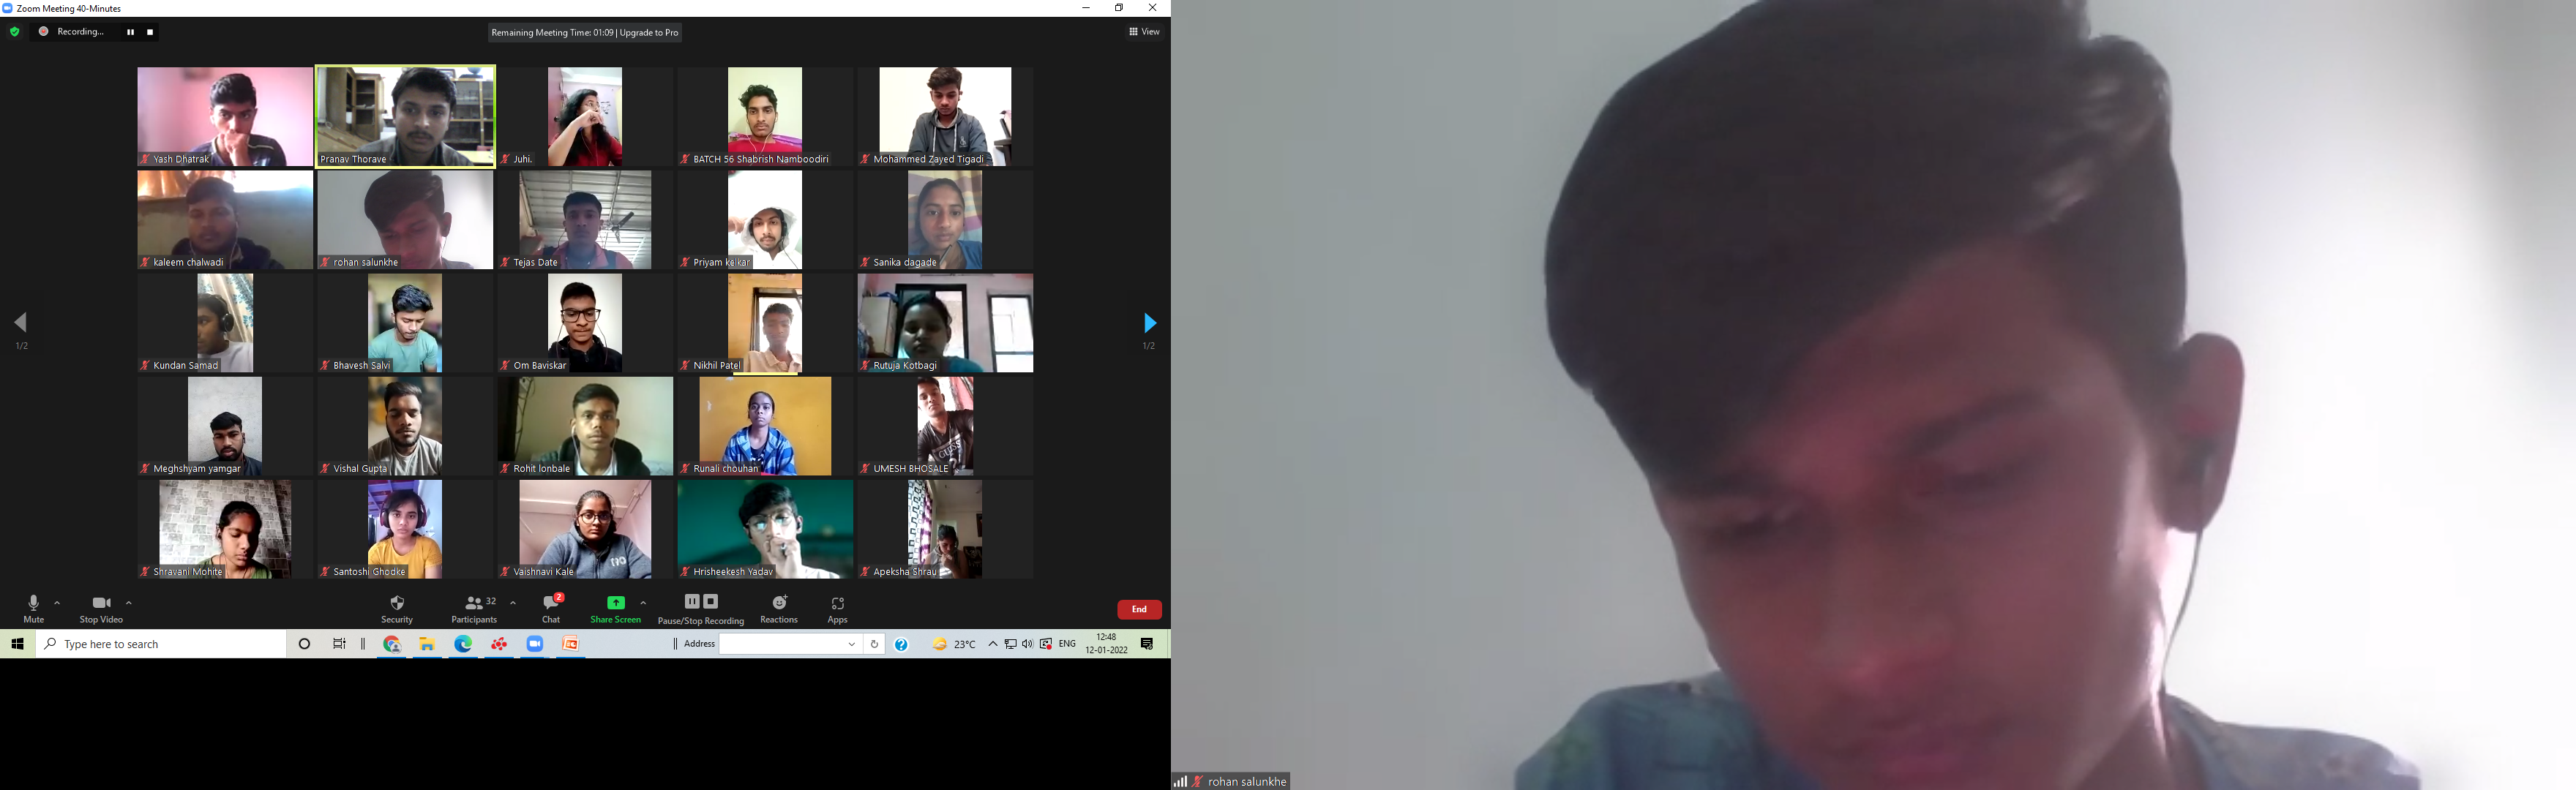 Zoom Meeting 40-Minutes
Recording...
Remaining Meeting Time: 01:09 | Upgrade to Pro
View
Yash Dhatrak
Pranav Thorave
Juhi.
BATCH 56 Shabrish Namboodiri
Mohammed Zayed Tigadi
kaleem chalwadi
rohan salunkhe
Tejas Date
Priyam kelkar
Sanika dagade
1/2
1/2
Kundan Samad
Bhavesh Salvi
Om Baviskar
Nikhil Patel
Rutuja Kotbagi
Meghshyam yamgar
Vishal Gupta
Rohit lonbale
Runali chouhan
UMESH BHOSALE
GUESS
Shravani Mohite
Santoshi Ghodke
Vaishnavi Kale
Hrisheekesh Yadav
Apeksha Shrau
Mute
Stop Video
Security
Participants 32
Chat 2
Share Screen
Pause/Stop Recording
Reactions
Apps
End
Type here to search
Address
23°C
ENG
12:48
12-01-2022
rohan salunkhe